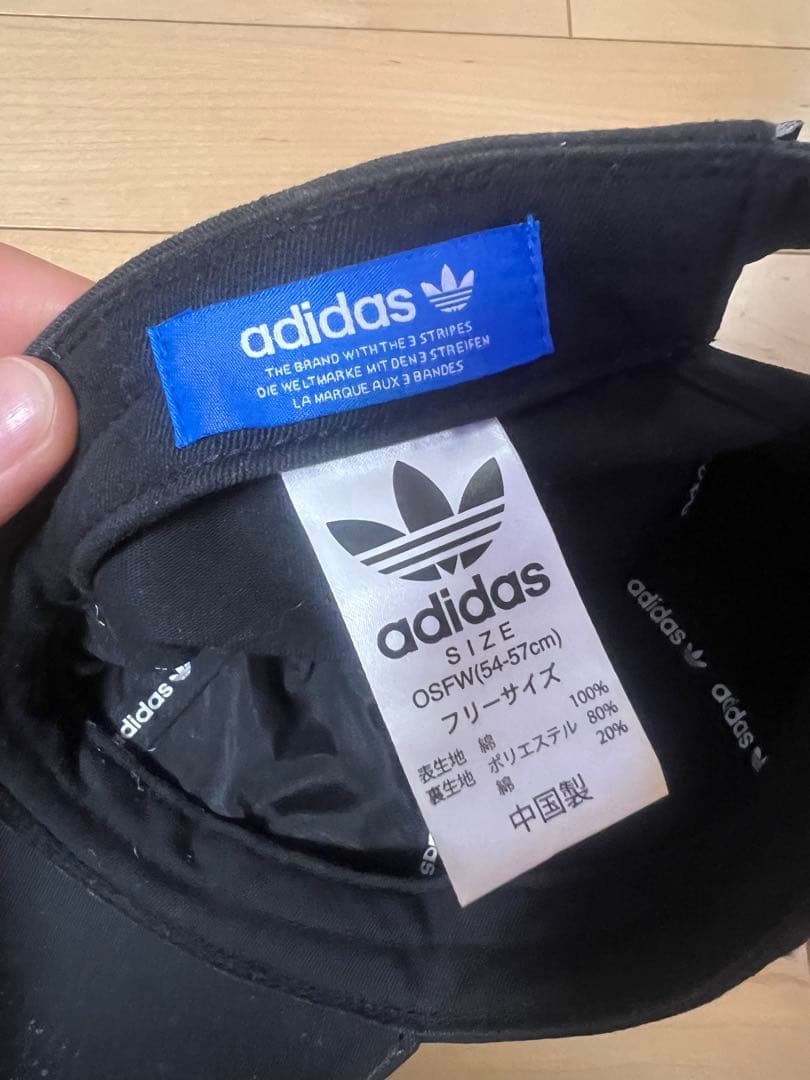 adidas
THE BRAND WITH THE 3 STRIPES
DIE WELTMARKE MIT DEN 3 STREIFEN
LA MARQUE AUX 3 BANDES
adidas
SIZE
OSFW(54-57cm)
フリーサイズ
表生地 綿 100%
裏生地 ポリエステル 80%
綿 20%
中国製
adidas
adidas
didas